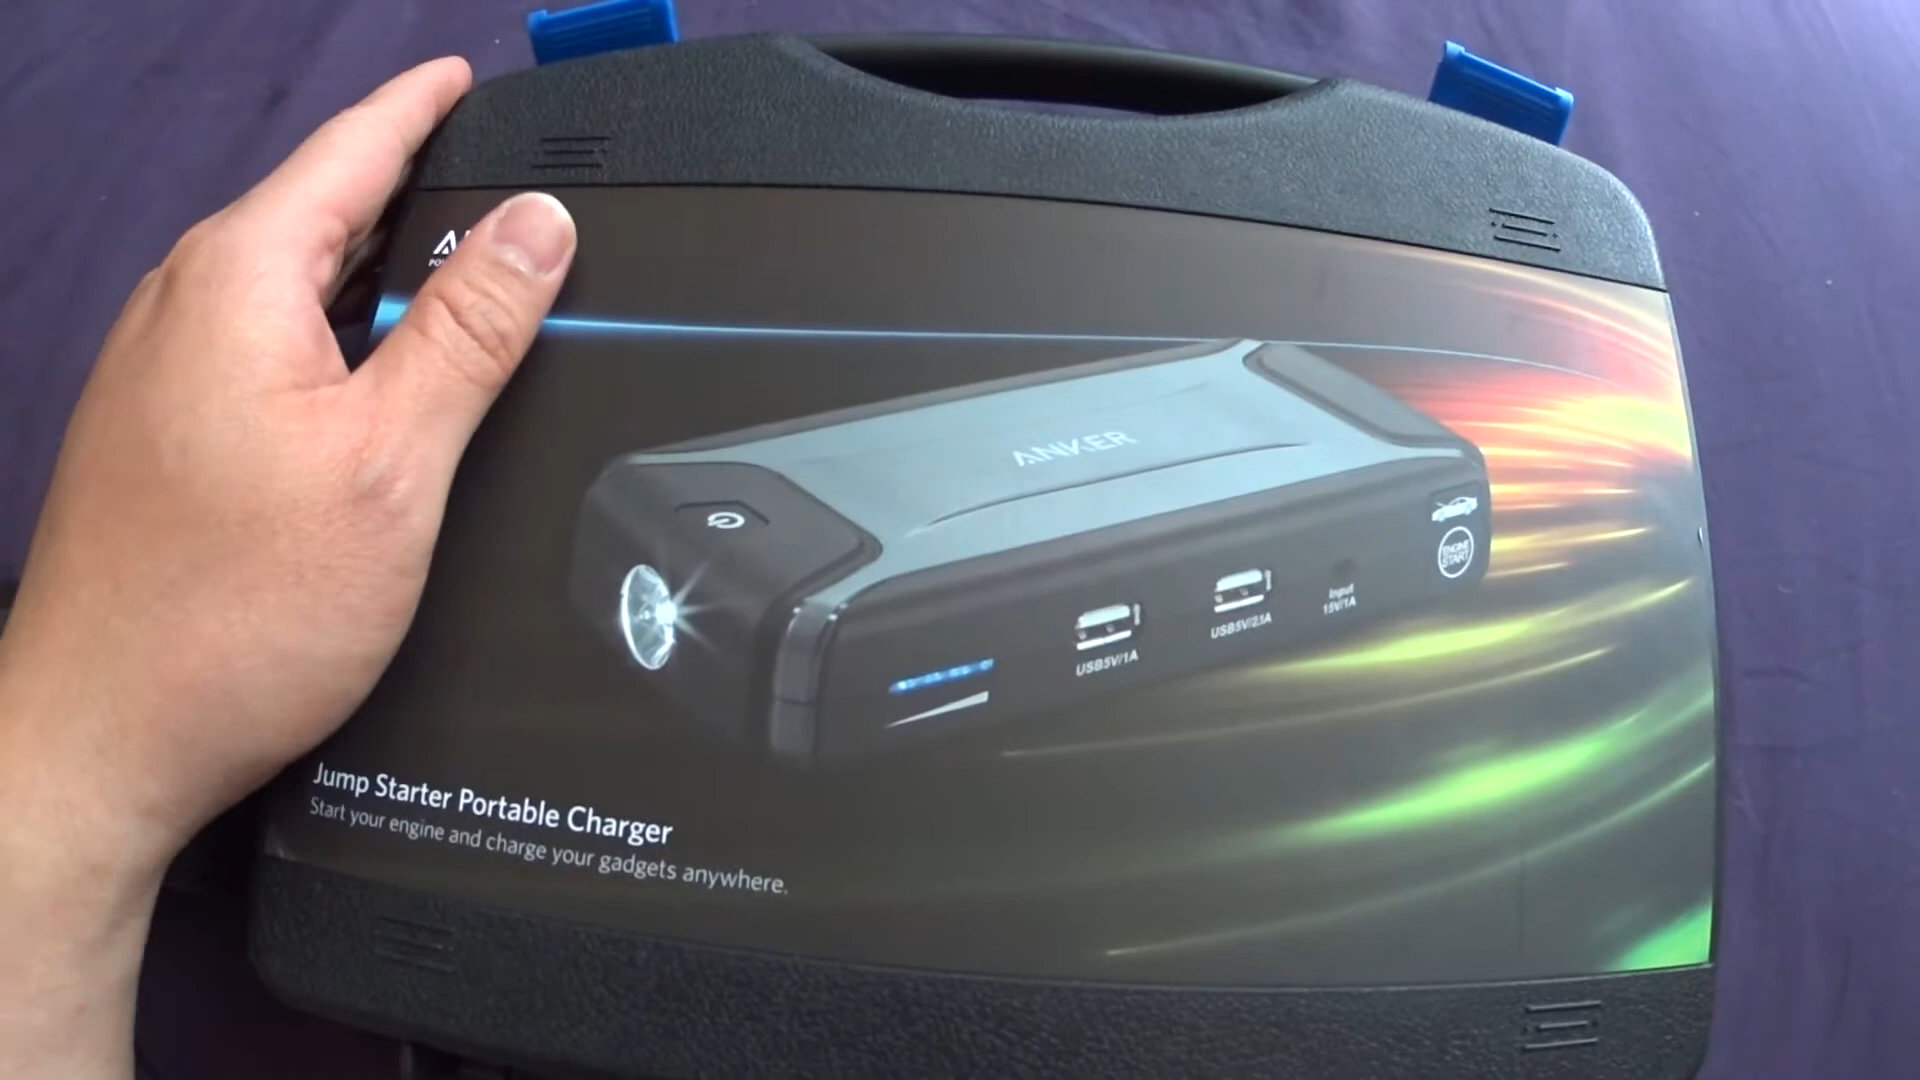 ANKER
ENGINE
START
Input
15V/1A
USB5V/2.1A
USB5V/1A
Jump Starter Portable Charger
Start your engine and charge your gadgets anywhere.